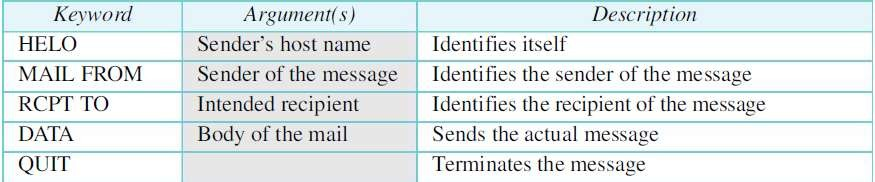 Keyword Argument(s) Description
HELO Sender's host name Identifies itself
MAIL FROM Sender of the message Identifies the sender of the message
RCPT TO Intended recipient Identifies the recipient of the message
DATA Body of the mail Sends the actual message
QUIT Terminates the message